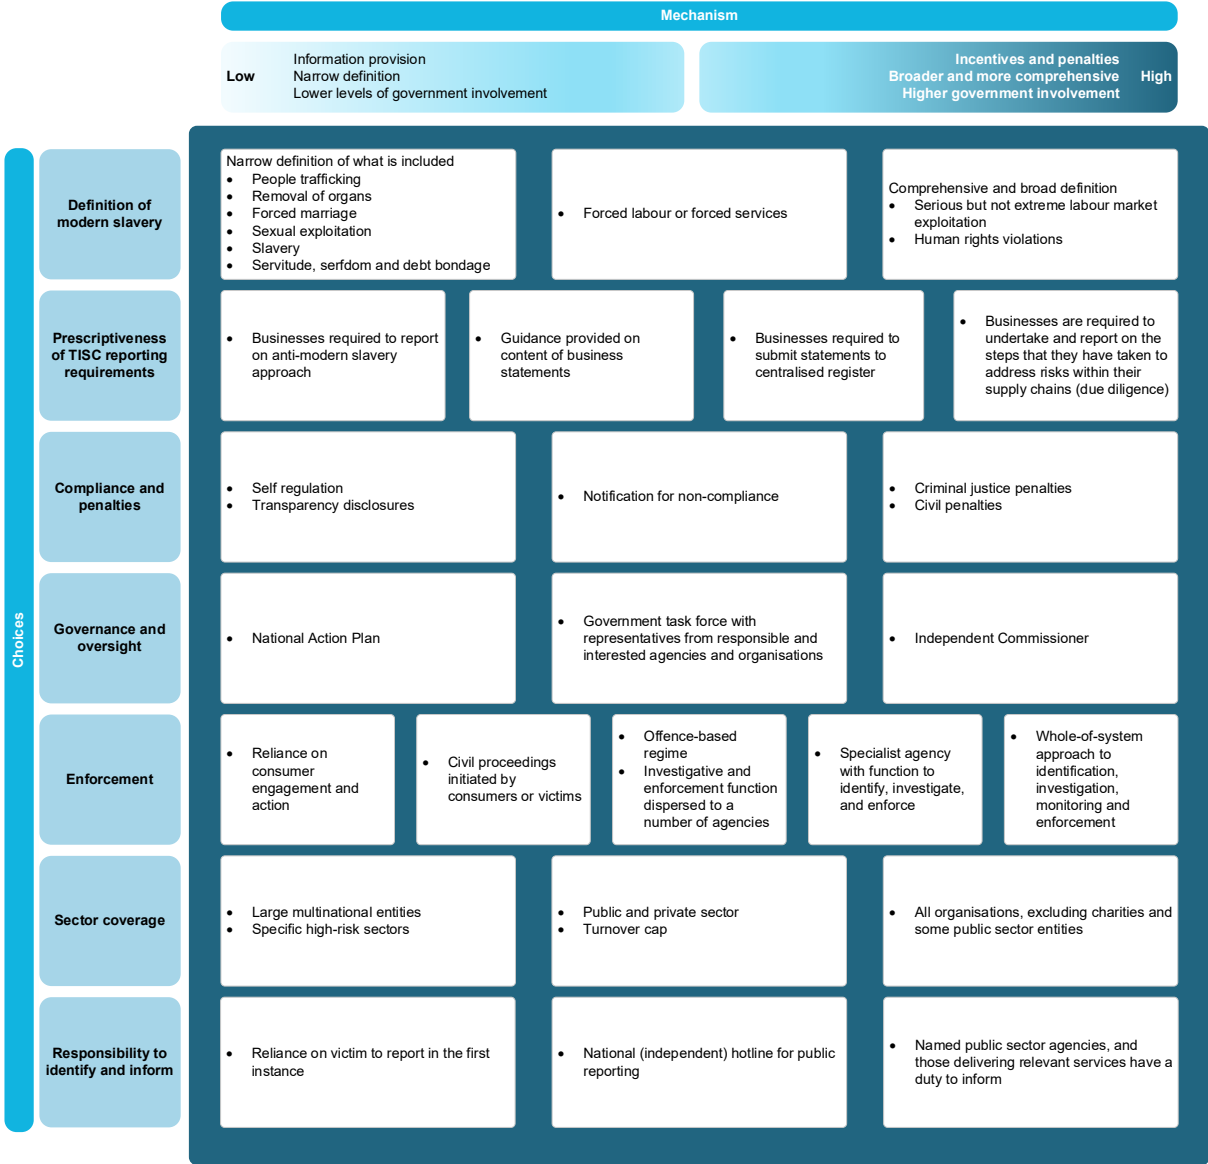 Mechanism
Low
Information provision
Narrow definition
Lower levels of government involvement
Incentives and penalties
Broader and more comprehensive
Higher government involvement
High
Choices
Definition of
modern slavery
Narrow definition of what is included
• People trafficking
• Removal of organs
• Forced marriage
• Sexual exploitation
• Slavery
• Servitude, serfdom and debt bondage
• Forced labour or forced services
Comprehensive and broad definition
• Serious but not extreme labour market
exploitation
• Human rights violations
Prescriptiveness
of TISC reporting
requirements
• Businesses required to report
on anti-modern slavery
approach
• Guidance provided on
content of business
statements
• Businesses required to
submit statements to
centralised register
• Businesses are required to
undertake and report on the
steps that they have taken to
address risks within their
supply chains (due diligence)
Compliance and
penalties
• Self regulation
• Transparency disclosures
• Notification for non-compliance
• Criminal justice penalties
• Civil penalties
Governance and
oversight
• National Action Plan
• Government task force with
representatives from responsible and
interested agencies and organisations
• Independent Commissioner
Enforcement
• Reliance on
consumer
engagement and
action
• Civil proceedings
initiated by
consumers or victims
• Offence-based
regime
• Investigative and
enforcement function
dispersed to a
number of agencies
• Specialist agency
with function to
identify, investigate,
and enforce
• Whole-of-system
approach to
identification,
investigation,
monitoring and
enforcement
Sector coverage
• Large multinational entities
• Specific high-risk sectors
• Public and private sector
• Turnover cap
• All organisations, excluding charities and
some public sector entities
Responsibility to
identify and inform
• Reliance on victim to report in the first
instance
• National (independent) hotline for public
reporting
• Named public sector agencies, and
those delivering relevant services have a
duty to inform